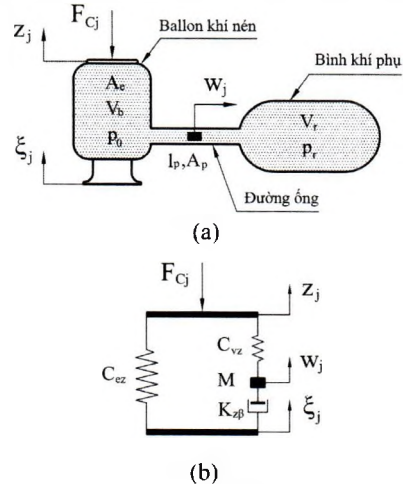 F_Cj
z_j
Ballon khí nén
Bình khí phụ
A_e
V_b
p_0
w_j
V_r
p_r
ξ_j
l_p, A_p
Đường ống
(a)
F_Cj
z_j
C_ez
C_vz
w_j
M
K_zβ
ξ_j
(b)